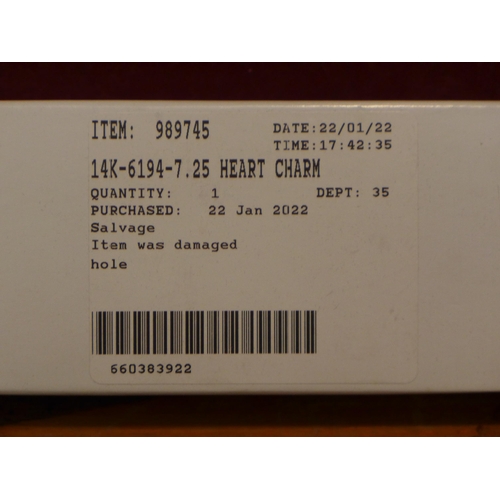 ITEM: 989745 DATE:22/01/22
TIME:17:42:35
14K-6194-7.25 HEART CHARM
QUANTITY: 1 DEPT: 35
PURCHASED: 22 Jan 2022
Salvage
Item was damaged
hole
660383922